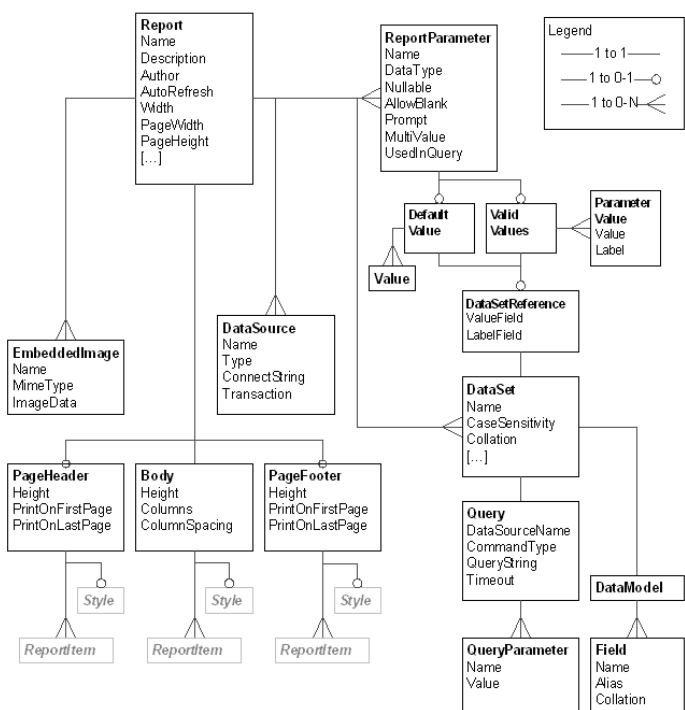 Report
Name
Description
Author
AutoRefresh
Width
PageWidth
PageHeight
[...]
ReportParameter
Name
DataType
Nullable
AllowBlank
Prompt
MultiValue
UsedInQuery
Legend
1 to 1
1 to 0-1
1 to 0-N
Default
Value
Valid
Values
Parameter
Value
Value
Label
Value
DataSetReference
ValueField
LabelField
EmbeddedImage
Name
MimeType
ImageData
DataSource
Name
Type
ConnectString
Transaction
DataSet
Name
CaseSensitivity
Collation
[...]
PageHeader
Height
PrintOnFirstPage
PrintOnLastPage
Body
Height
Columns
ColumnSpacing
PageFooter
Height
PrintOnFirstPage
PrintOnLastPage
Query
DataSourceName
CommandType
QueryString
Timeout
DataModel
Style
Style
Style
ReportItem
ReportItem
ReportItem
QueryParameter
Name
Value
Field
Name
Alias
Collation